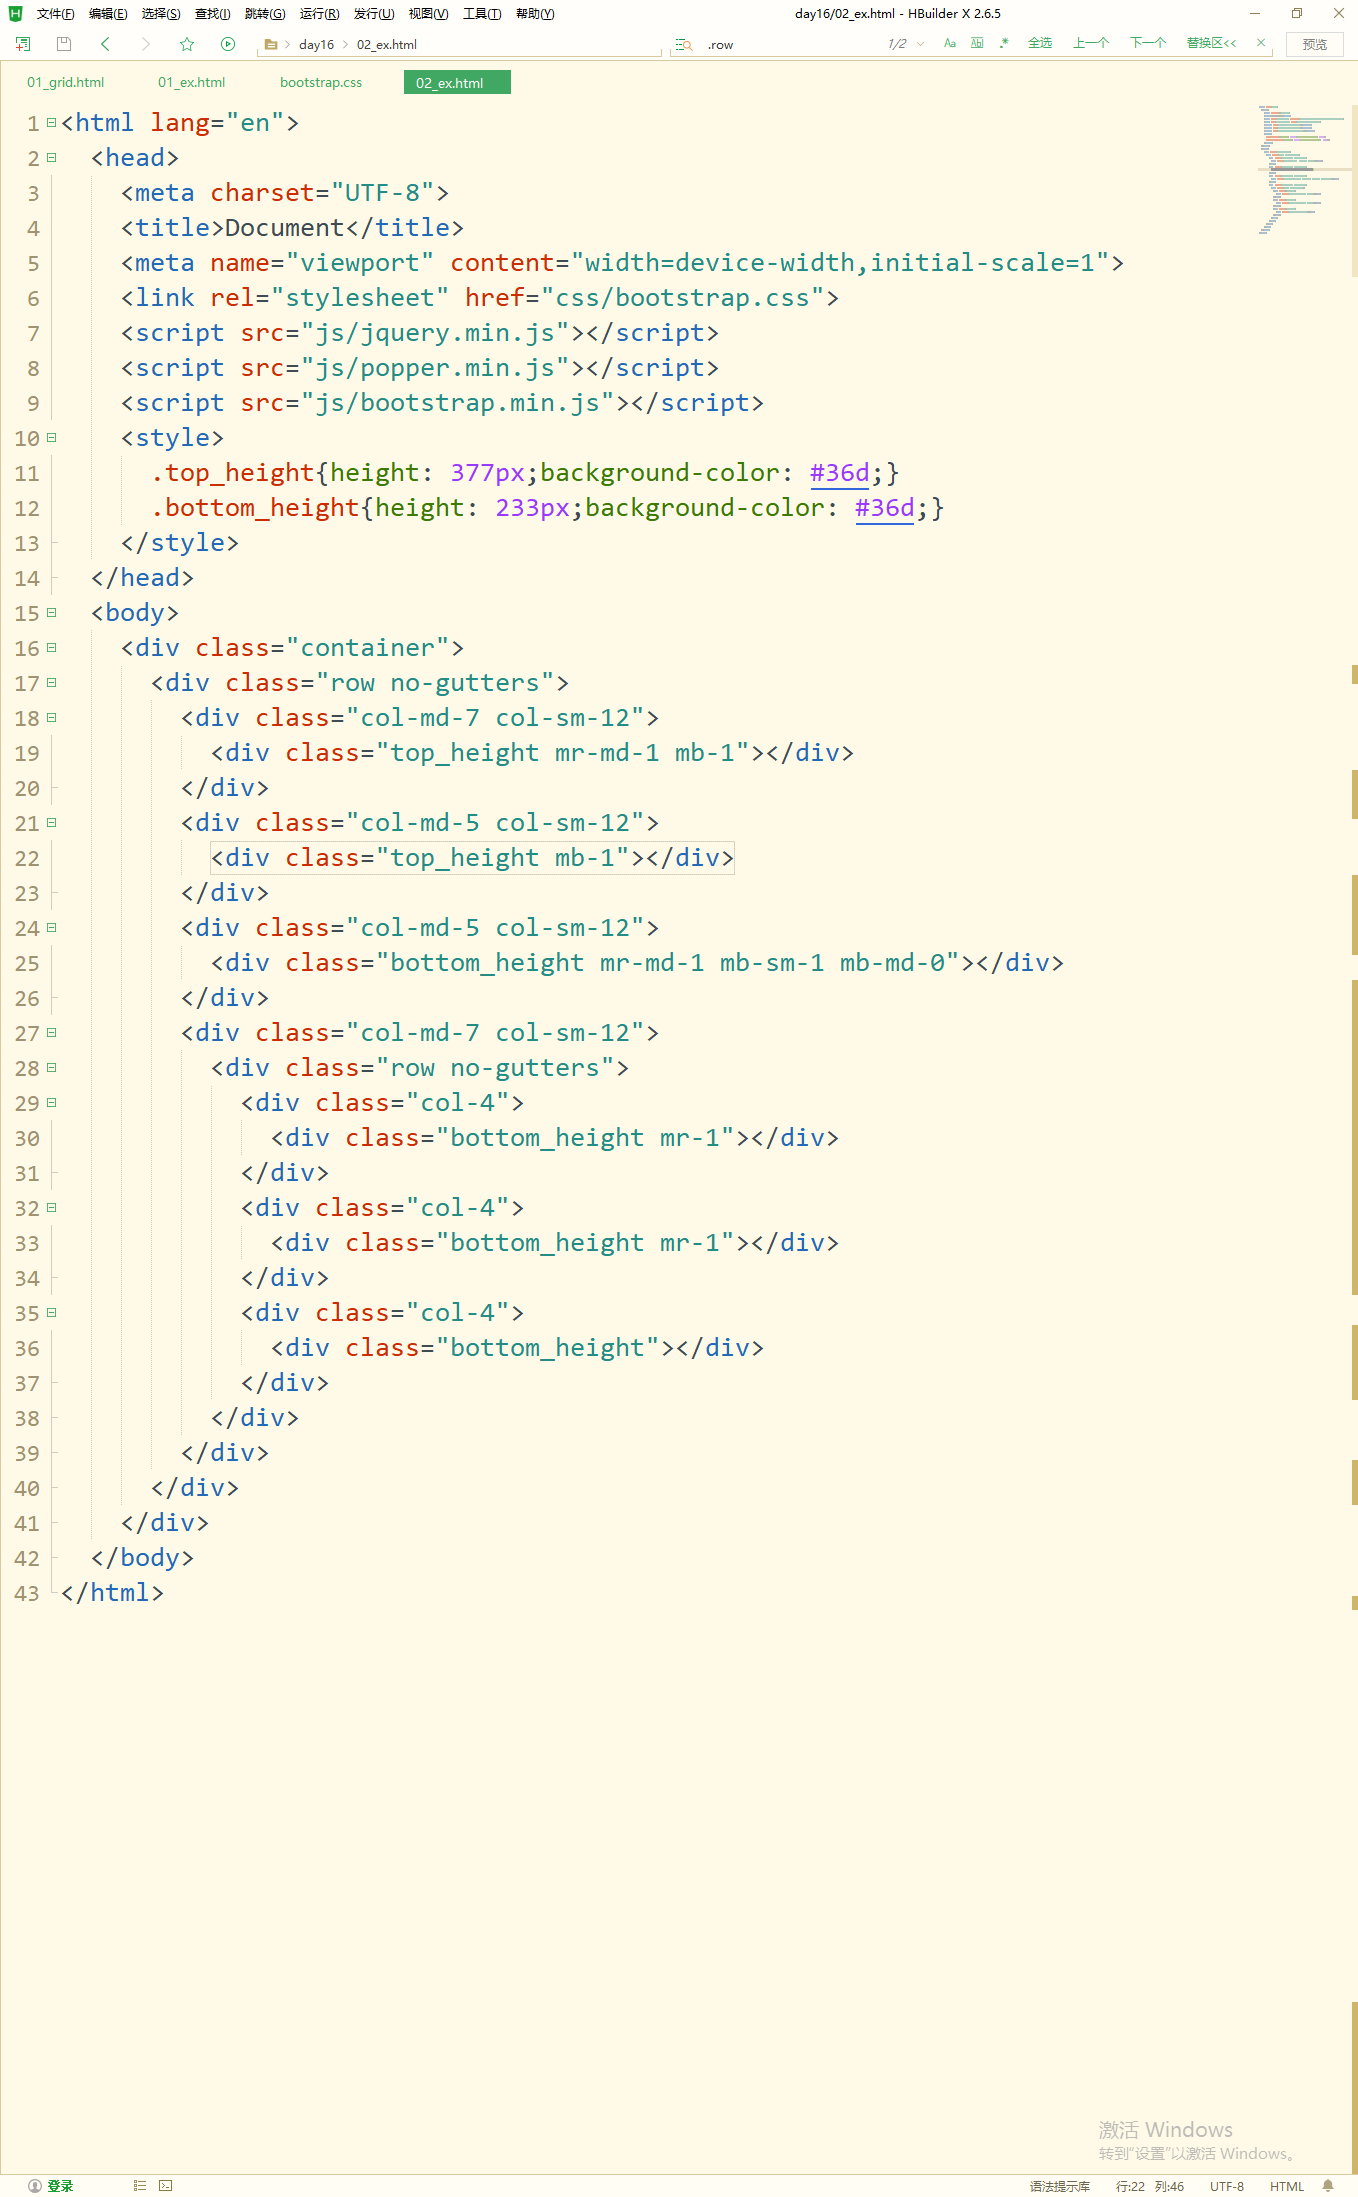 文件(F) 编辑(E) 选择(S) 查找(I) 跳转(G) 运行(R) 发行(U) 视图(V) 工具(T) 帮助(Y) day16/02_ex.html - HBuilder X 2.6.5
day16 02_ex.html .row 1/2 Aa 全选 上一个 下一个 替换区<< 预览
01_grid.html 01_ex.html bootstrap.css 02_ex.html
1 <html lang="en">
2 <head>
3 <meta charset="UTF-8">
4 <title>Document</title>
5 <meta name="viewport" content="width=device-width,initial-scale=1">
6 <link rel="stylesheet" href="css/bootstrap.css">
7 <script src="js/jquery.min.js"></script>
8 <script src="js/popper.min.js"></script>
9 <script src="js/bootstrap.min.js"></script>
10 <style>
11 .top_height{height: 377px;background-color: #36d;}
12 .bottom_height{height: 233px;background-color: #36d;}
13 </style>
14 </head>
15 <body>
16 <div class="container">
17 <div class="row no-gutters">
18 <div class="col-md-7 col-sm-12">
19 <div class="top_height mr-md-1 mb-1"></div>
20 </div>
21 <div class="col-md-5 col-sm-12">
22 <div class="top_height mb-1"></div>
23 </div>
24 <div class="col-md-5 col-sm-12">
25 <div class="bottom_height mr-md-1 mb-sm-1 mb-md-0"></div>
26 </div>
27 <div class="col-md-7 col-sm-12">
28 <div class="row no-gutters">
29 <div class="col-4">
30 <div class="bottom_height mr-1"></div>
31 </div>
32 <div class="col-4">
33 <div class="bottom_height mr-1"></div>
34 </div>
35 <div class="col-4">
36 <div class="bottom_height"></div>
37 </div>
38 </div>
39 </div>
40 </div>
41 </div>
42 </body>
43 </html>
激活 Windows
转到"设置"以激活 Windows。
登录 语法提示库 行:22 列:46 UTF-8 HTML